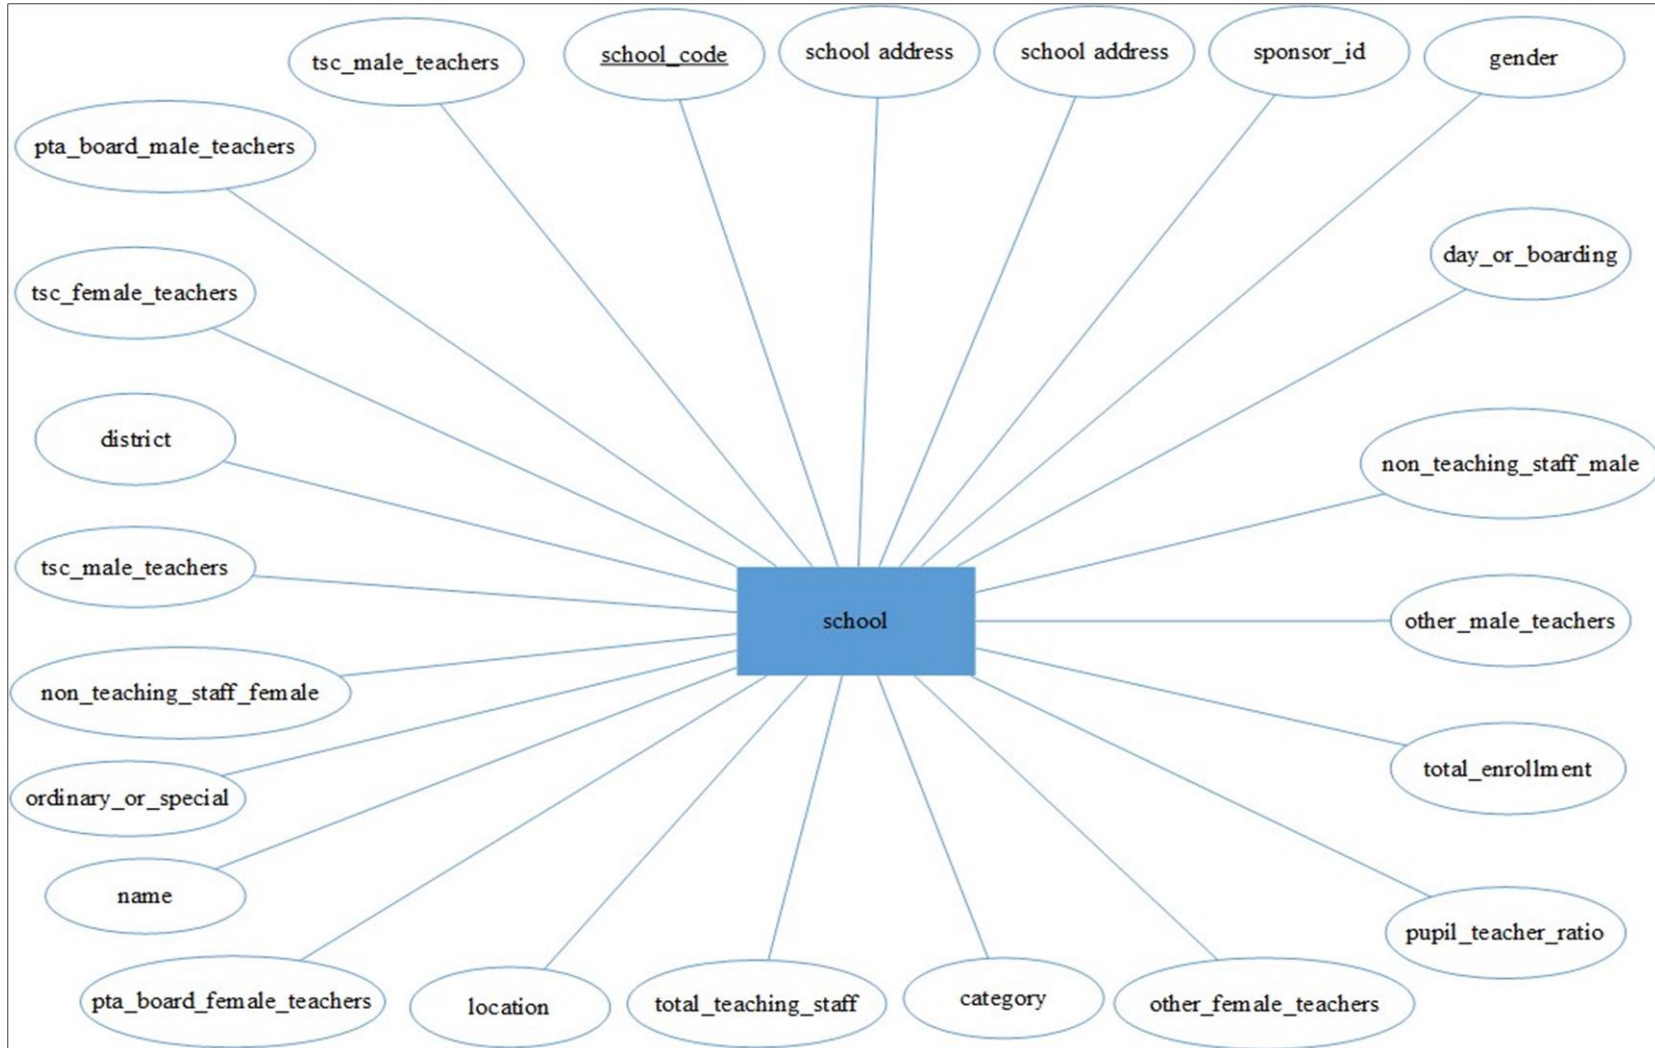 tsc_male_teachers
school_code
school address
school address
sponsor_id
gender
pta_board_male_teachers
day_or_boarding
tsc_female_teachers
district
non_teaching_staff_male
tsc_male_teachers
school
other_male_teachers
non_teaching_staff_female
ordinary_or_special
total_enrollment
name
pupil_teacher_ratio
pta_board_female_teachers
location
total_teaching_staff
category
other_female_teachers